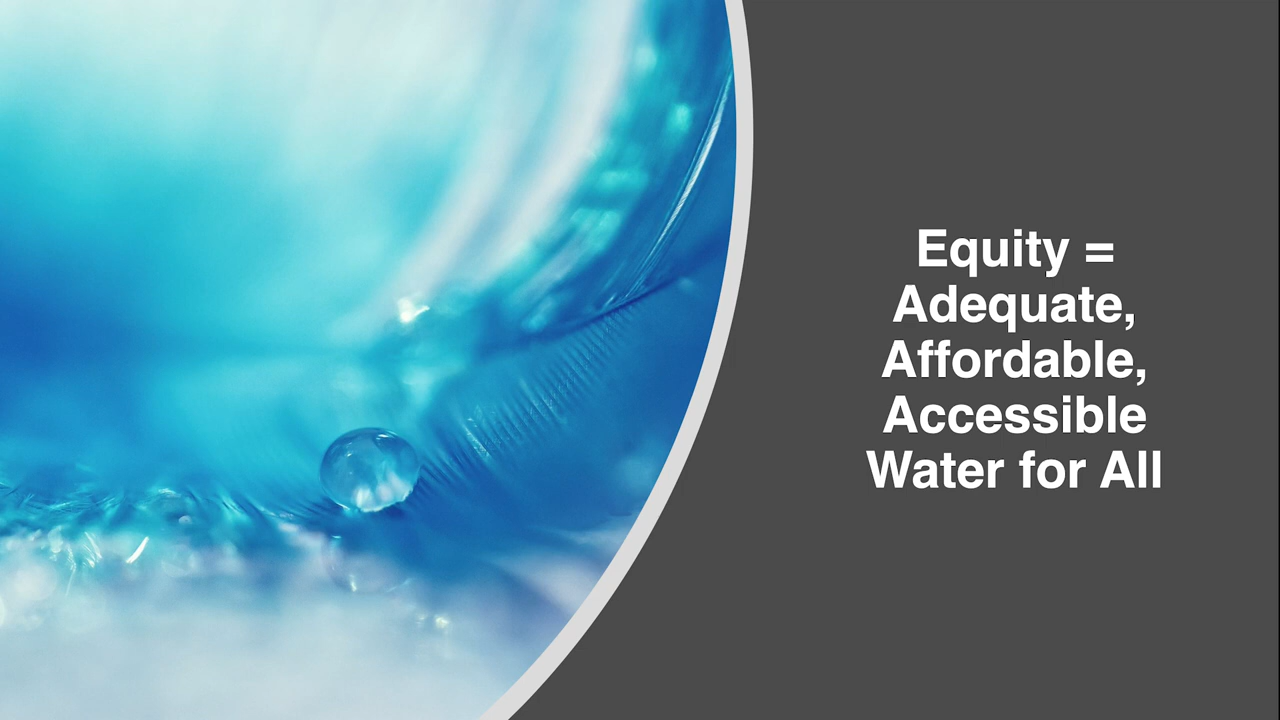 Equity =
Adequate,
Affordable,
Accessible
Water for All